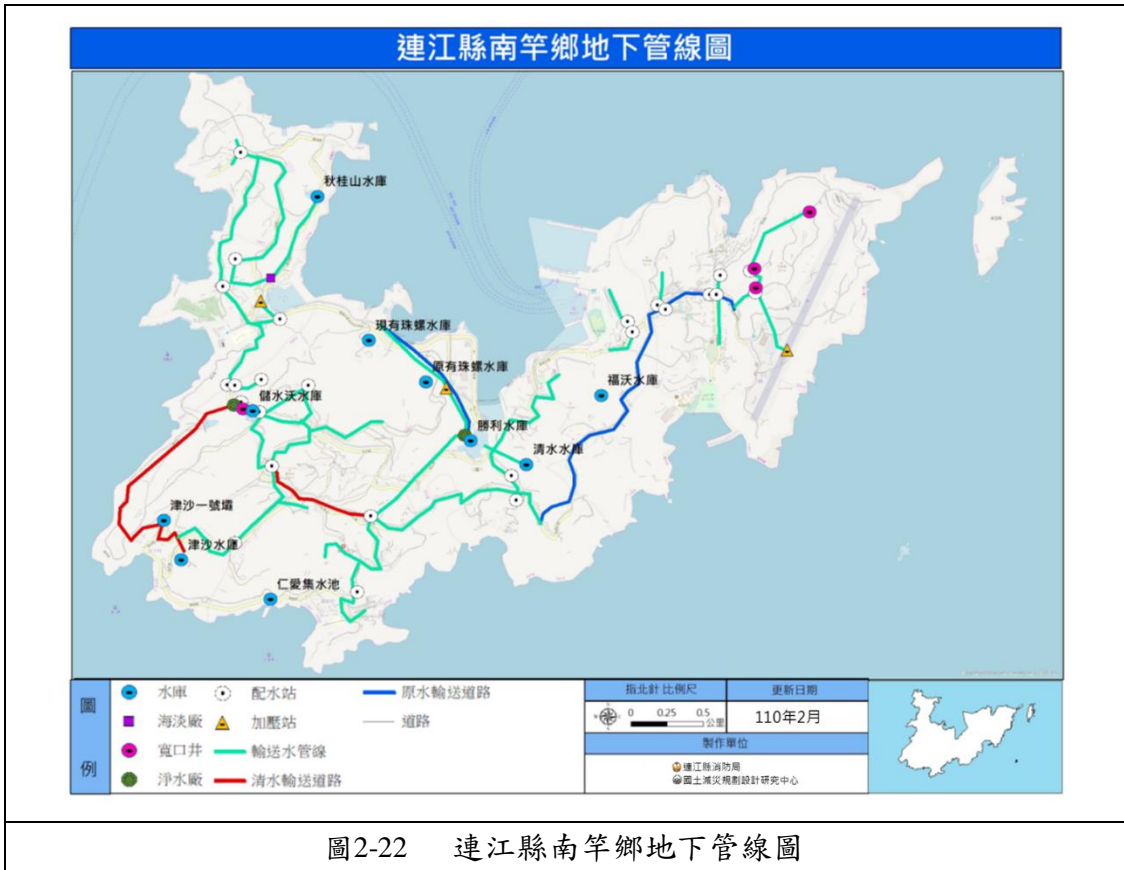 連江縣南竿鄉地下管線圖
秋桂山水庫
現有珠螺水庫
原有珠螺水庫
福沃水庫
儲水沃水庫
勝利水庫
清水水庫
津沙一號壩
津沙水庫
仁愛集水池
圖例
水庫 配水站 原水輸送道路
海淡廠 加壓站 道路
寬口井 輸送水管線
淨水廠 清水輸送道路
指北針 比例尺
0 0.25 0.5
公里
更新日期
110年2月
製作單位
連江縣消防局
國土減災規劃設計研究中心
圖2-22 連江縣南竿鄉地下管線圖